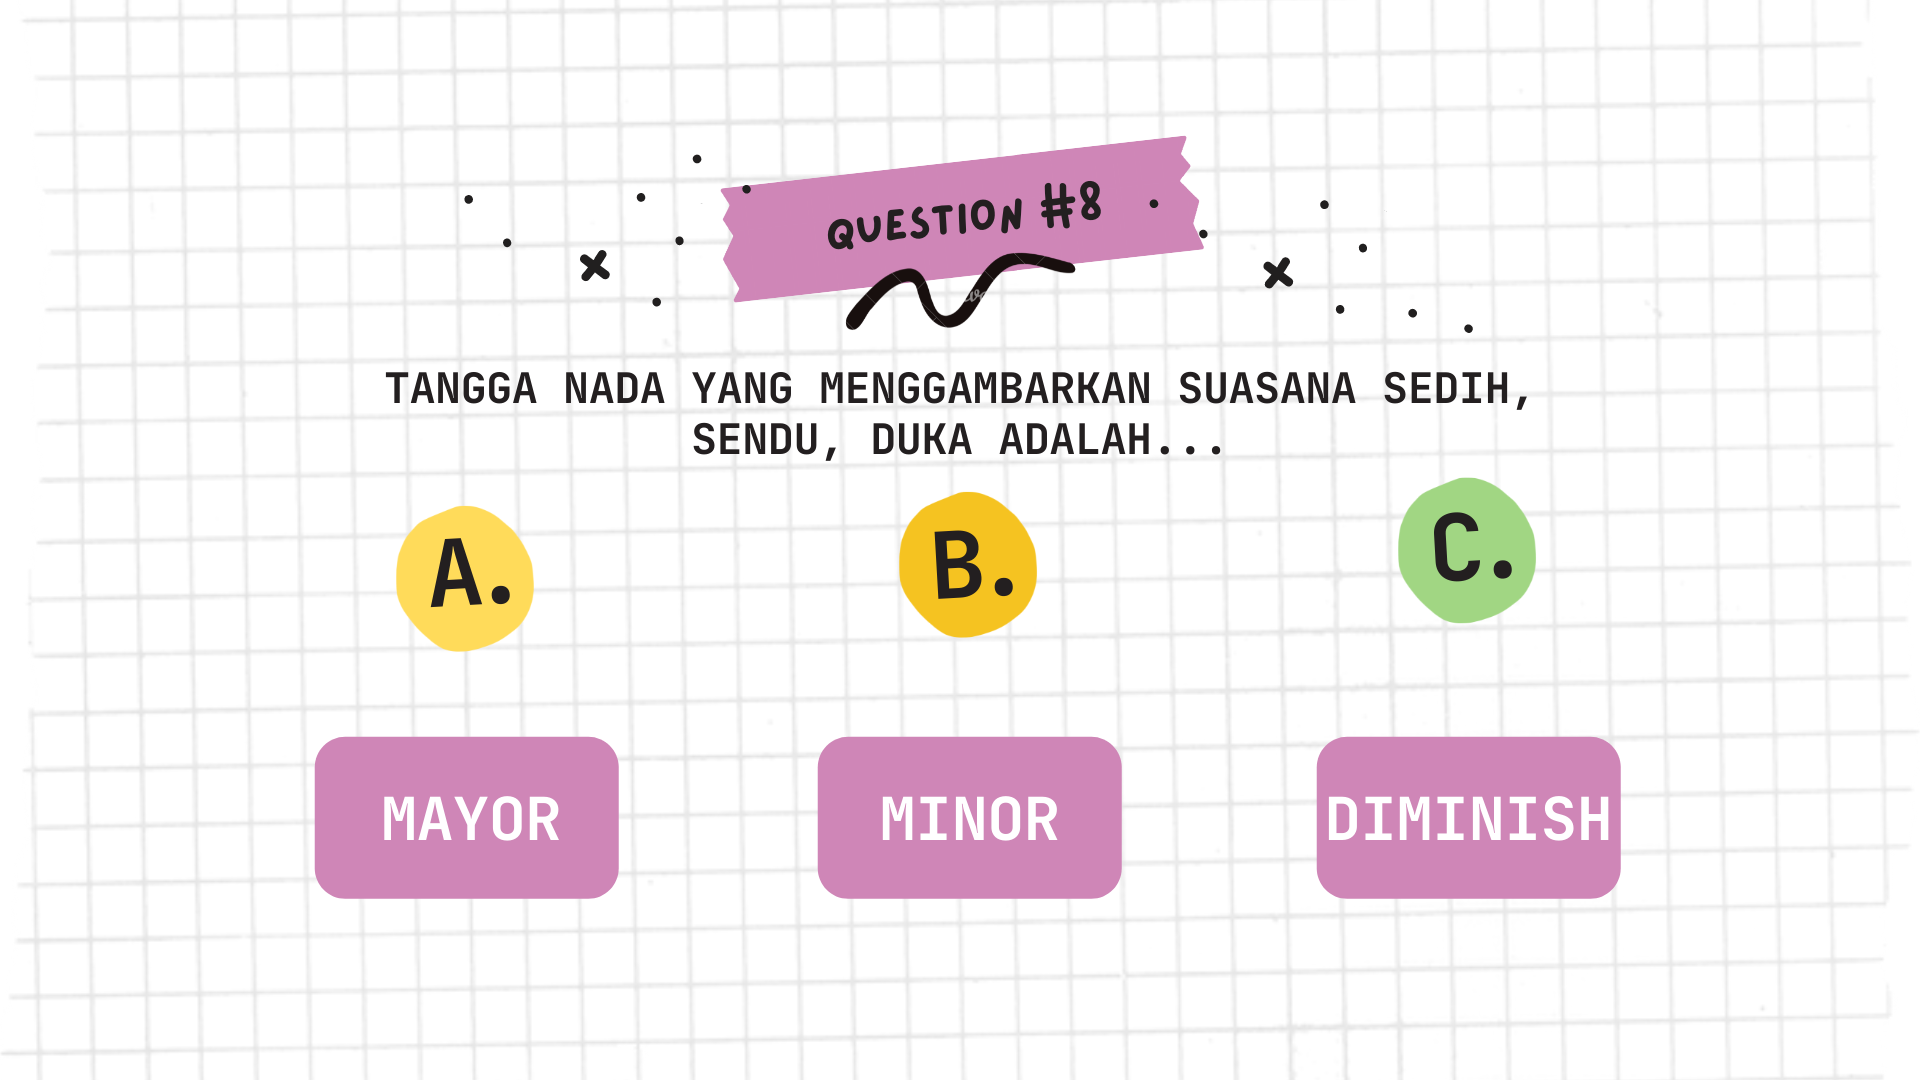 QUESTION #8
TANGGA NADA YANG MENGGAMBARKAN SUASANA SEDIH,
SENDU, DUKA ADALAH...
A.
B.
C.
MAYOR
MINOR
DIMINISH